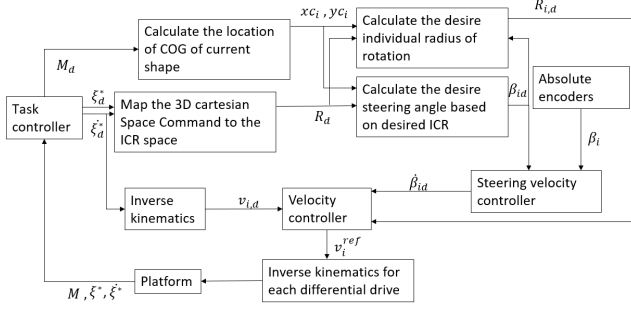 xc_i , yc_i
R_{i,d}
Calculate the location
of COG of current
shape
Calculate the desire
individual radius of
rotation
M_d
ξ_d^*
ξ̇_d^*
Task
controller
Map the 3D cartesian
Space Command to the
ICR space
R_d
Calculate the desire
steering angle based
on desired ICR
β_{id}
Absolute
encoders
β_i
Inverse
kinematics
v_{i,d}
Velocity
controller
β̇_{id}
Steering velocity
controller
v_i^{ref}
Platform
Inverse kinematics for
each differential drive
M , ξ^*, ξ̇^*